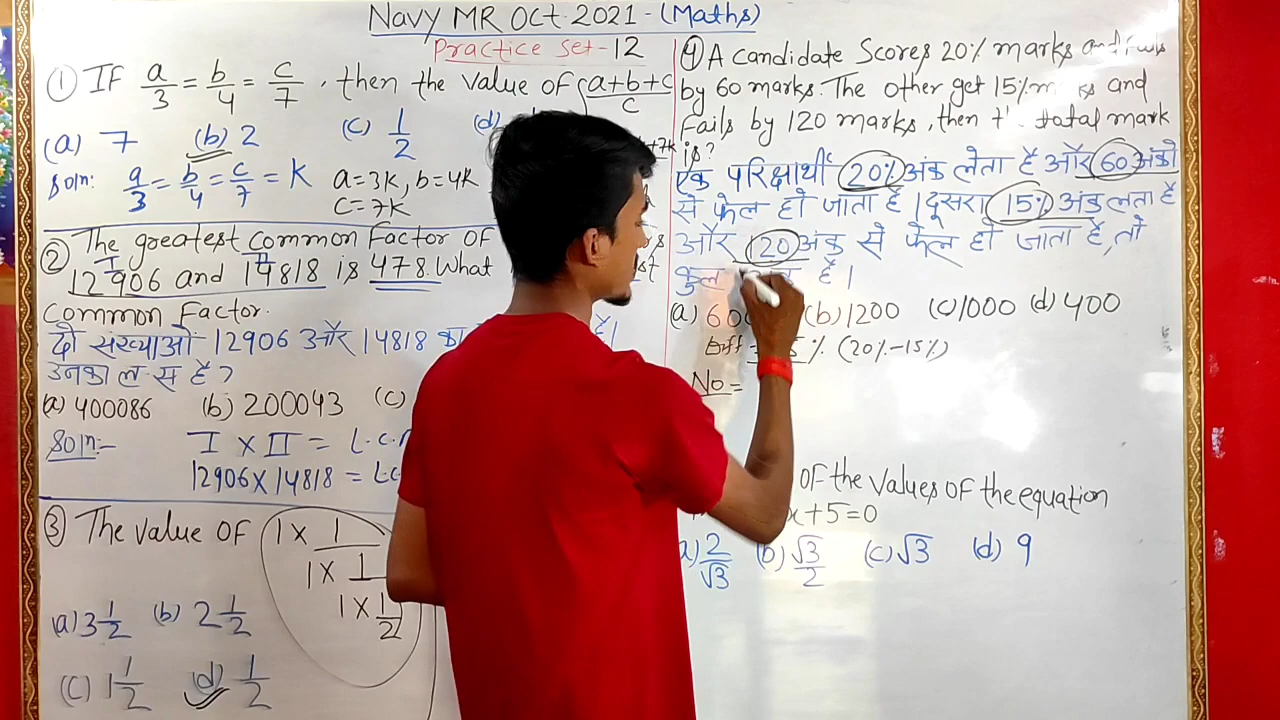 Navy MR Oct. 2021 - (Maths)
Practice Set - 12
① IF a/3 = b/4 = c/7 , then the value of (a+b+c/c
(a) 7 (b) 2 (c) 1/2 (d)
Soln: a/3 = b/4 = c/7 = K a=3K, b=4K
c=7K
+7K
② The greatest common Factor OF
12906 and 14818 is 478. What
I II
Common Factor.
दो संख्याओं 12906 और 14818 का है।
उनका ल स है ?
(a) 400086 (b) 200043 (c)
Soln:- I X II = L.C.
12906 X 14818 = L
③ The value OF 1 X 1
1 X 1
1 X 1/2
(a) 3 1/2 (b) 2 1/2
(c) 1 1/2 (d) 1/2
④ A candidate Scores 20% marks and fails
by 60 marks. The other get 15% and
Fails by 120 marks, then total mark
is?
एक परिक्षार्थी 20% अंक लेता है और 60 अंको
से फेल हो जाता है। दूसरा 15% अंक लता है
और 120 अंक से फेल हो जाता है, तो
कुल है।
(a) (b) 1200 (c) 1000 (d) 400
Diff = % (20% - 15%)
No =
OF the values OF the equation
x+5=0
(a) 2/√3 (b) √3/2 (c) √3 (d) 9